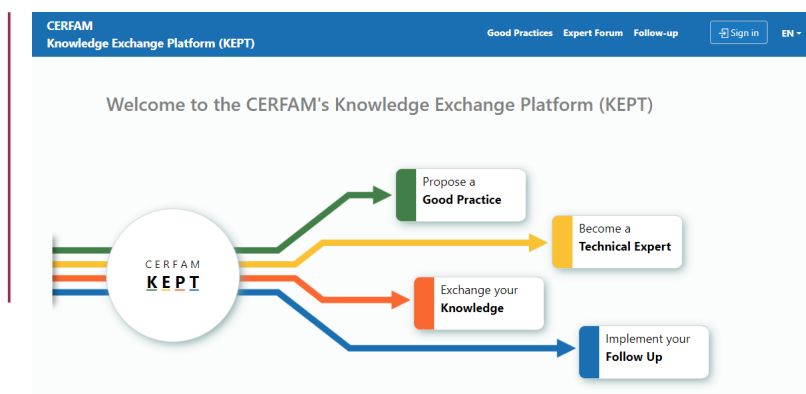 CERFAM
Knowledge Exchange Platform (KEPT)
Good Practices Expert Forum Follow-up Sign in EN
Welcome to the CERFAM's Knowledge Exchange Platform (KEPT)
Propose a
Good Practice
Become a
Technical Expert
CERFAM
KEPT
Exchange your
Knowledge
Implement your
Follow Up